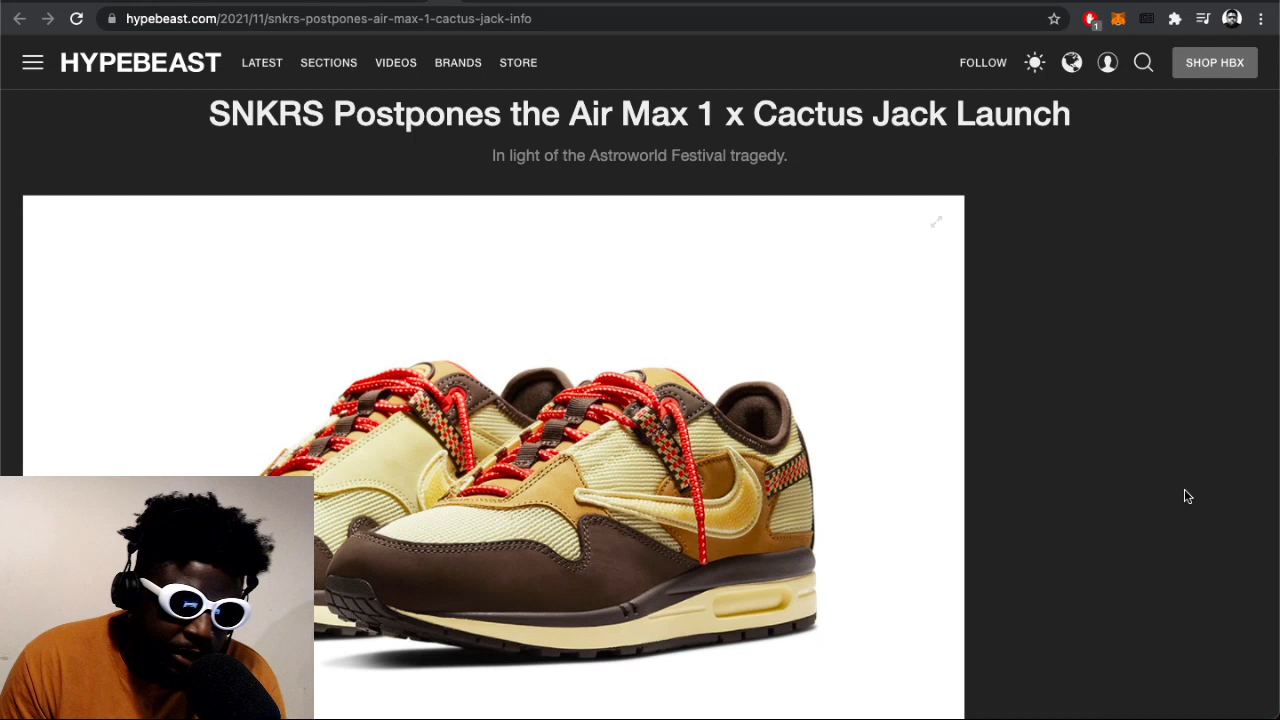 hypebeast.com/2021/11/snkrs-postpones-air-max-1-cactus-jack-info
1
HYPEBEAST LATEST SECTIONS VIDEOS BRANDS STORE FOLLOW SHOP HBX
SNKRS Postpones the Air Max 1 x Cactus Jack Launch
In light of the Astroworld Festival tragedy.